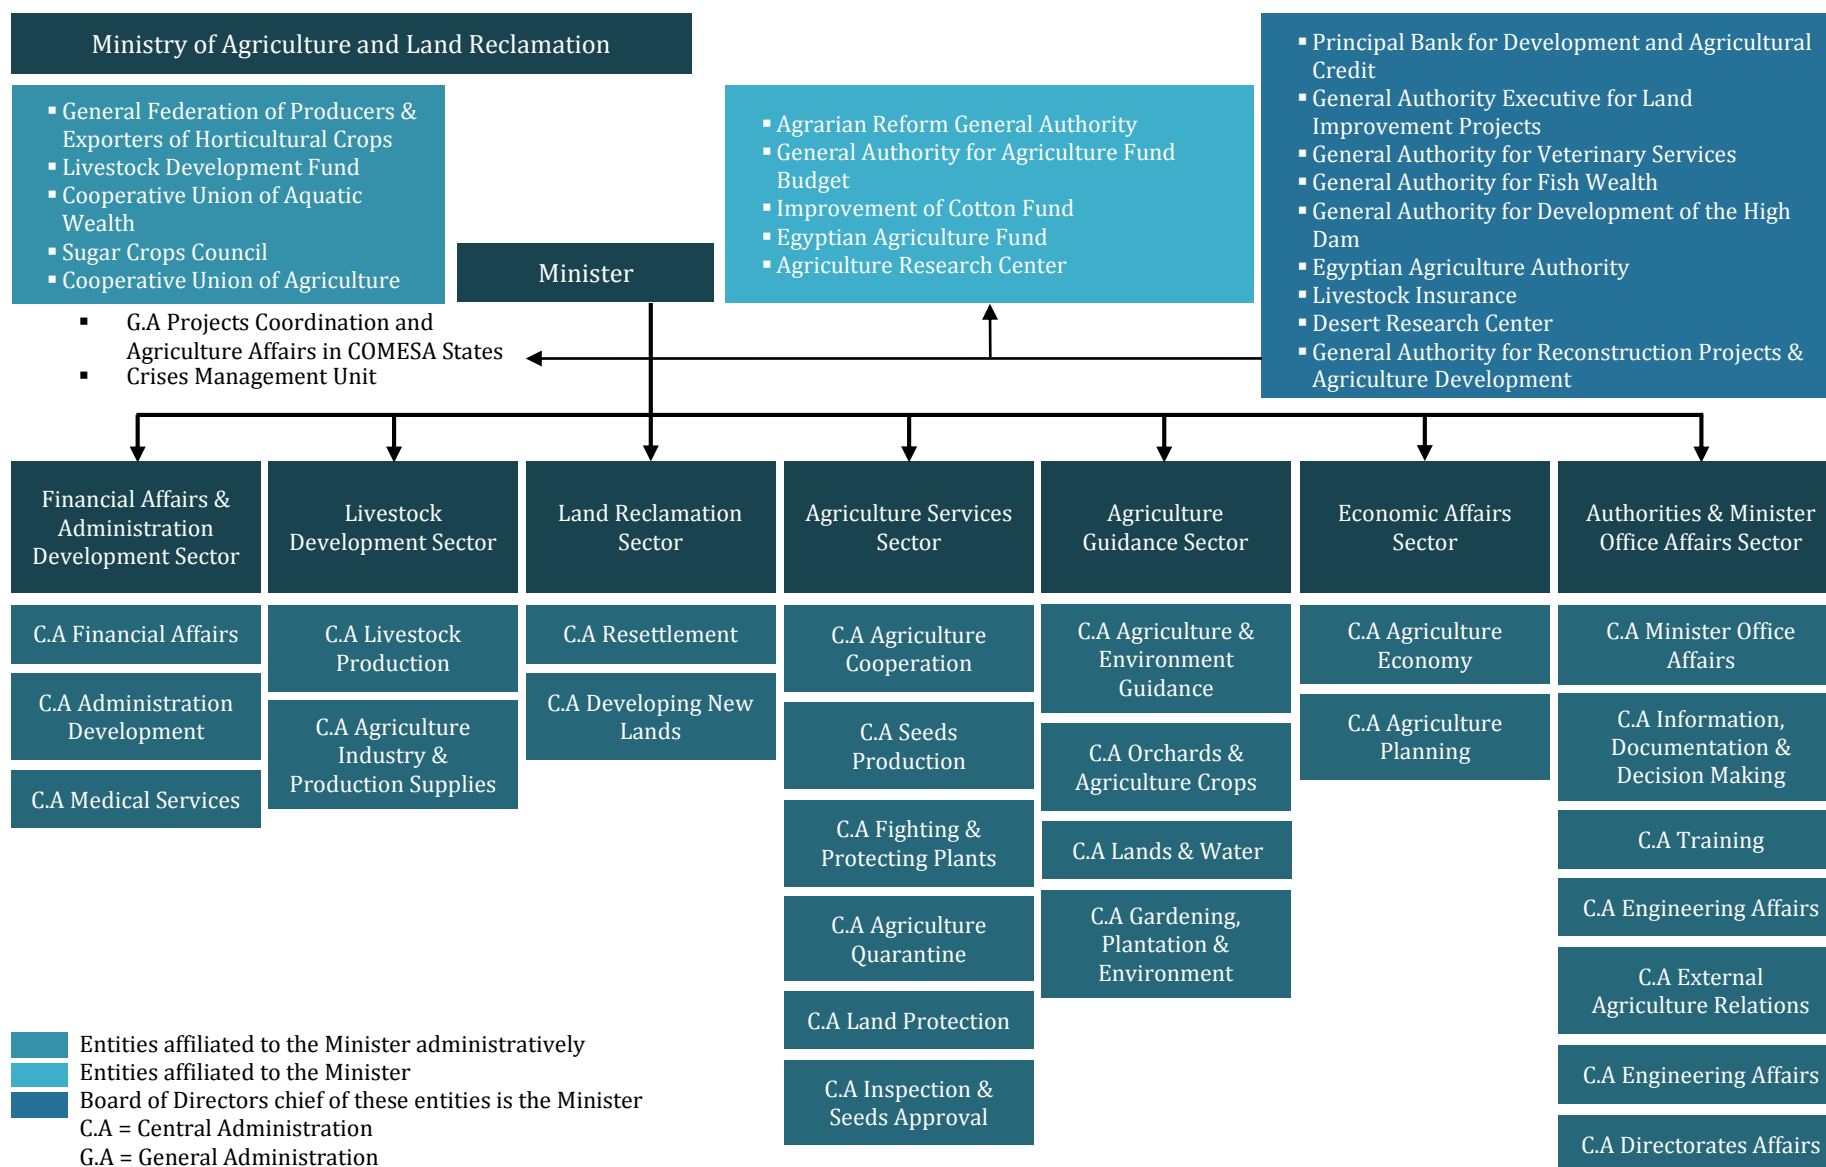 Ministry of Agriculture and Land Reclamation
▪ General Federation of Producers &
Exporters of Horticultural Crops
▪ Livestock Development Fund
▪ Cooperative Union of Aquatic
Wealth
▪ Sugar Crops Council
▪ Cooperative Union of Agriculture
Minister
▪ Agrarian Reform General Authority
▪ General Authority for Agriculture Fund
Budget
▪ Improvement of Cotton Fund
▪ Egyptian Agriculture Fund
▪ Agriculture Research Center
▪ Principal Bank for Development and Agricultural
Credit
▪ General Authority Executive for Land
Improvement Projects
▪ General Authority for Veterinary Services
▪ General Authority for Fish Wealth
▪ General Authority for Development of the High
Dam
▪ Egyptian Agriculture Authority
▪ Livestock Insurance
▪ Desert Research Center
▪ General Authority for Reconstruction Projects &
Agriculture Development
▪ G.A Projects Coordination and
Agriculture Affairs in COMESA States
▪ Crises Management Unit
Financial Affairs &
Administration
Development Sector
C.A Financial Affairs
C.A Administration
Development
C.A Medical Services
Livestock
Development Sector
C.A Livestock
Production
C.A Agriculture
Industry &
Production Supplies
Land Reclamation
Sector
C.A Resettlement
C.A Developing New
Lands
Agriculture Services
Sector
C.A Agriculture
Cooperation
C.A Seeds
Production
C.A Fighting &
Protecting Plants
C.A Agriculture
Quarantine
C.A Land Protection
C.A Inspection &
Seeds Approval
Agriculture
Guidance Sector
C.A Agriculture &
Environment
Guidance
C.A Orchards &
Agriculture Crops
C.A Lands & Water
C.A Gardening,
Plantation &
Environment
Economic Affairs
Sector
C.A Agriculture
Economy
C.A Agriculture
Planning
Authorities & Minister
Office Affairs Sector
C.A Minister Office
Affairs
C.A Information,
Documentation &
Decision Making
C.A Training
C.A Engineering Affairs
C.A External
Agriculture Relations
C.A Engineering Affairs
C.A Directorates Affairs
Entities affiliated to the Minister administratively
Entities affiliated to the Minister
Board of Directors chief of these entities is the Minister
C.A = Central Administration
G.A = General Administration